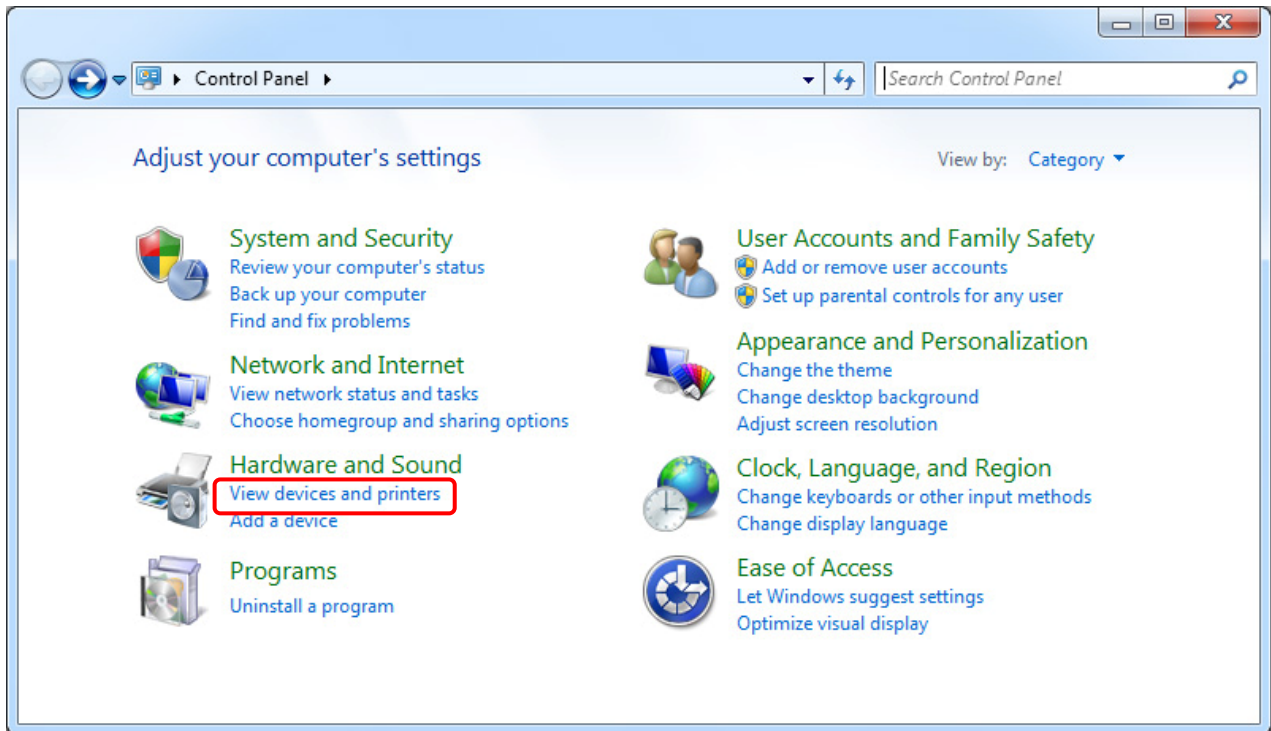 Control Panel
Search Control Panel
Adjust your computer's settings
View by: Category
System and Security
Review your computer's status
Back up your computer
Find and fix problems
Network and Internet
View network status and tasks
Choose homegroup and sharing options
Hardware and Sound
View devices and printers
Add a device
Programs
Uninstall a program
User Accounts and Family Safety
Add or remove user accounts
Set up parental controls for any user
Appearance and Personalization
Change the theme
Change desktop background
Adjust screen resolution
Clock, Language, and Region
Change keyboards or other input methods
Change display language
Ease of Access
Let Windows suggest settings
Optimize visual display